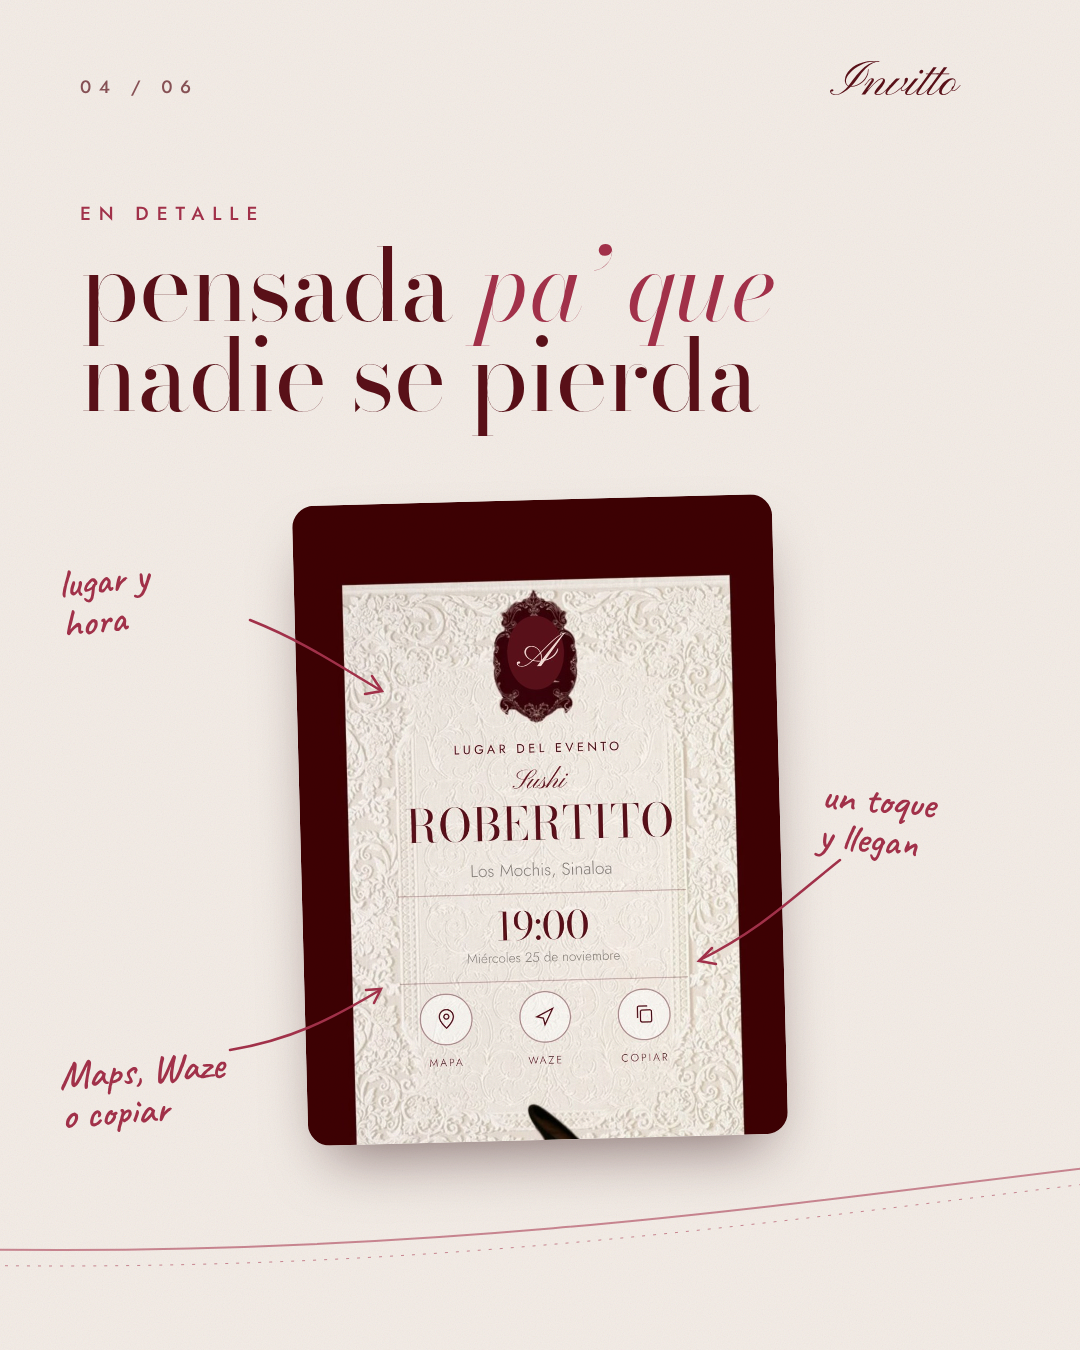 04 / 06
Invitto
EN DETALLE
pensada pa’ que
nadie se pierda
lugar y
hora
A
LUGAR DEL EVENTO
Sushi
ROBERTITO
Los Mochis, Sinaloa
19:00
Miércoles 25 de noviembre
MAPA
WAZE
COPIAR
un toque
y llegan
Maps, Waze
o copiar